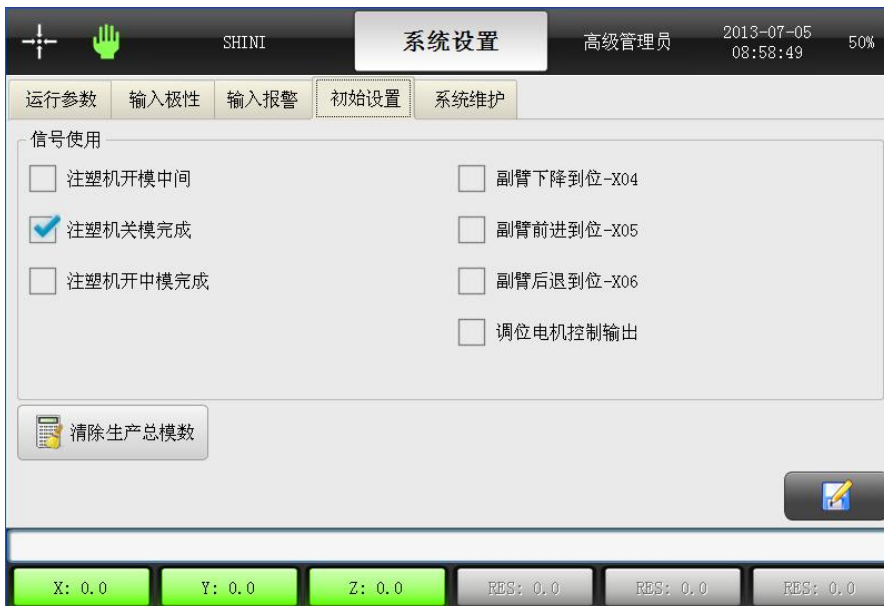 SHINI
系统设置
高级管理员
2013-07-05
08:58:49
50%
运行参数
输入极性
输入报警
初始设置
系统维护
信号使用
注塑机开模中间
副臂下降到位-X04
注塑机关模完成
副臂前进到位-X05
注塑机开中模完成
副臂后退到位-X06
调位电机控制输出
清除生产总模数
X: 0.0
Y: 0.0
Z: 0.0
RES: 0.0
RES: 0.0
RES: 0.0